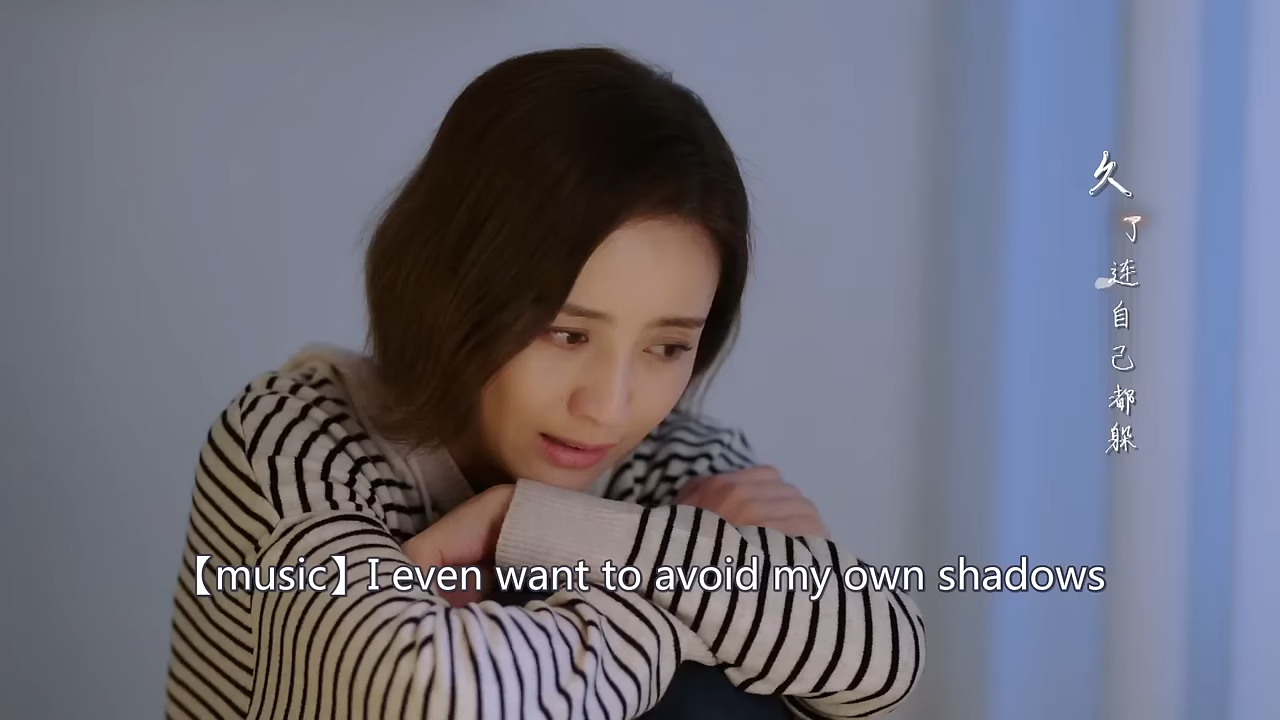 久了连自己都躲
【music】I even want to avoid my own shadows